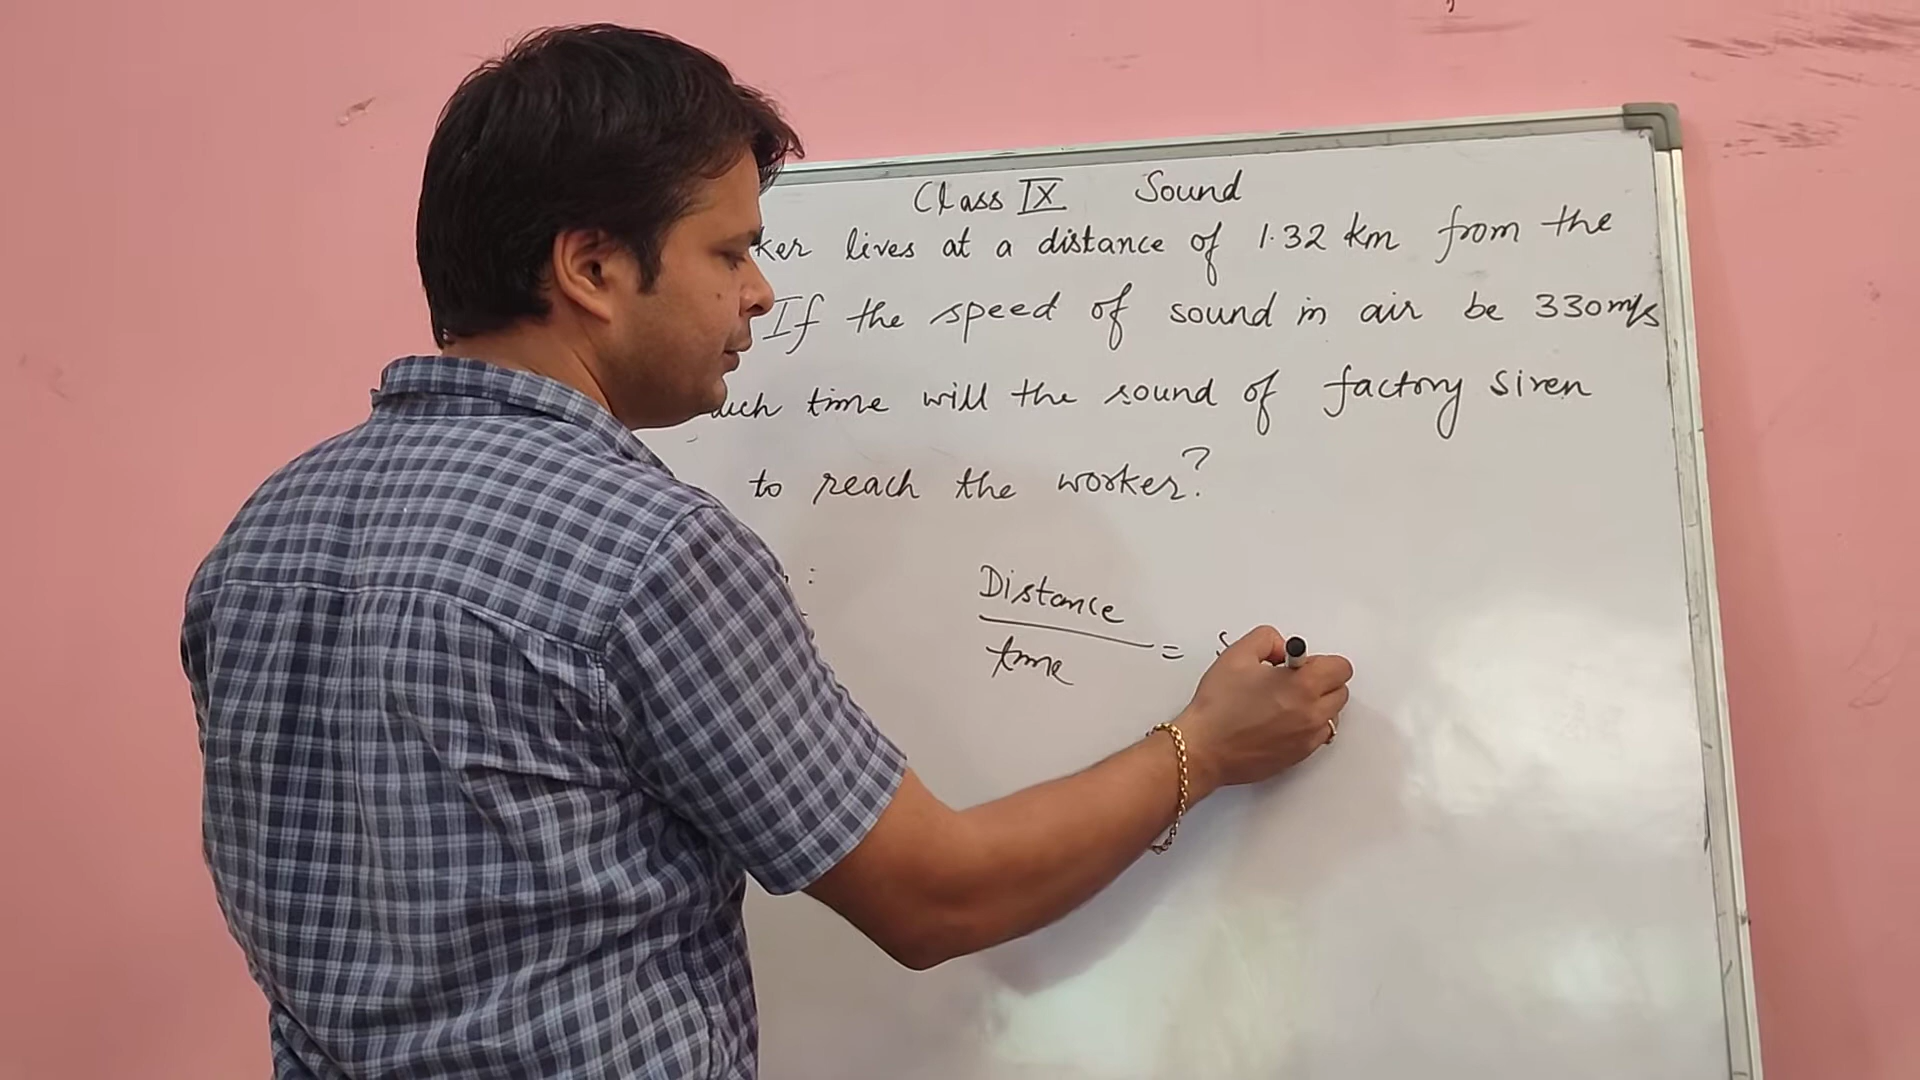 Class IX Sound
ker lives at a distance of 1.32 km from the
If the speed of sound in air be 330m/s
uch time will the sound of factory siren
to reach the worker?
Distance
= S
time